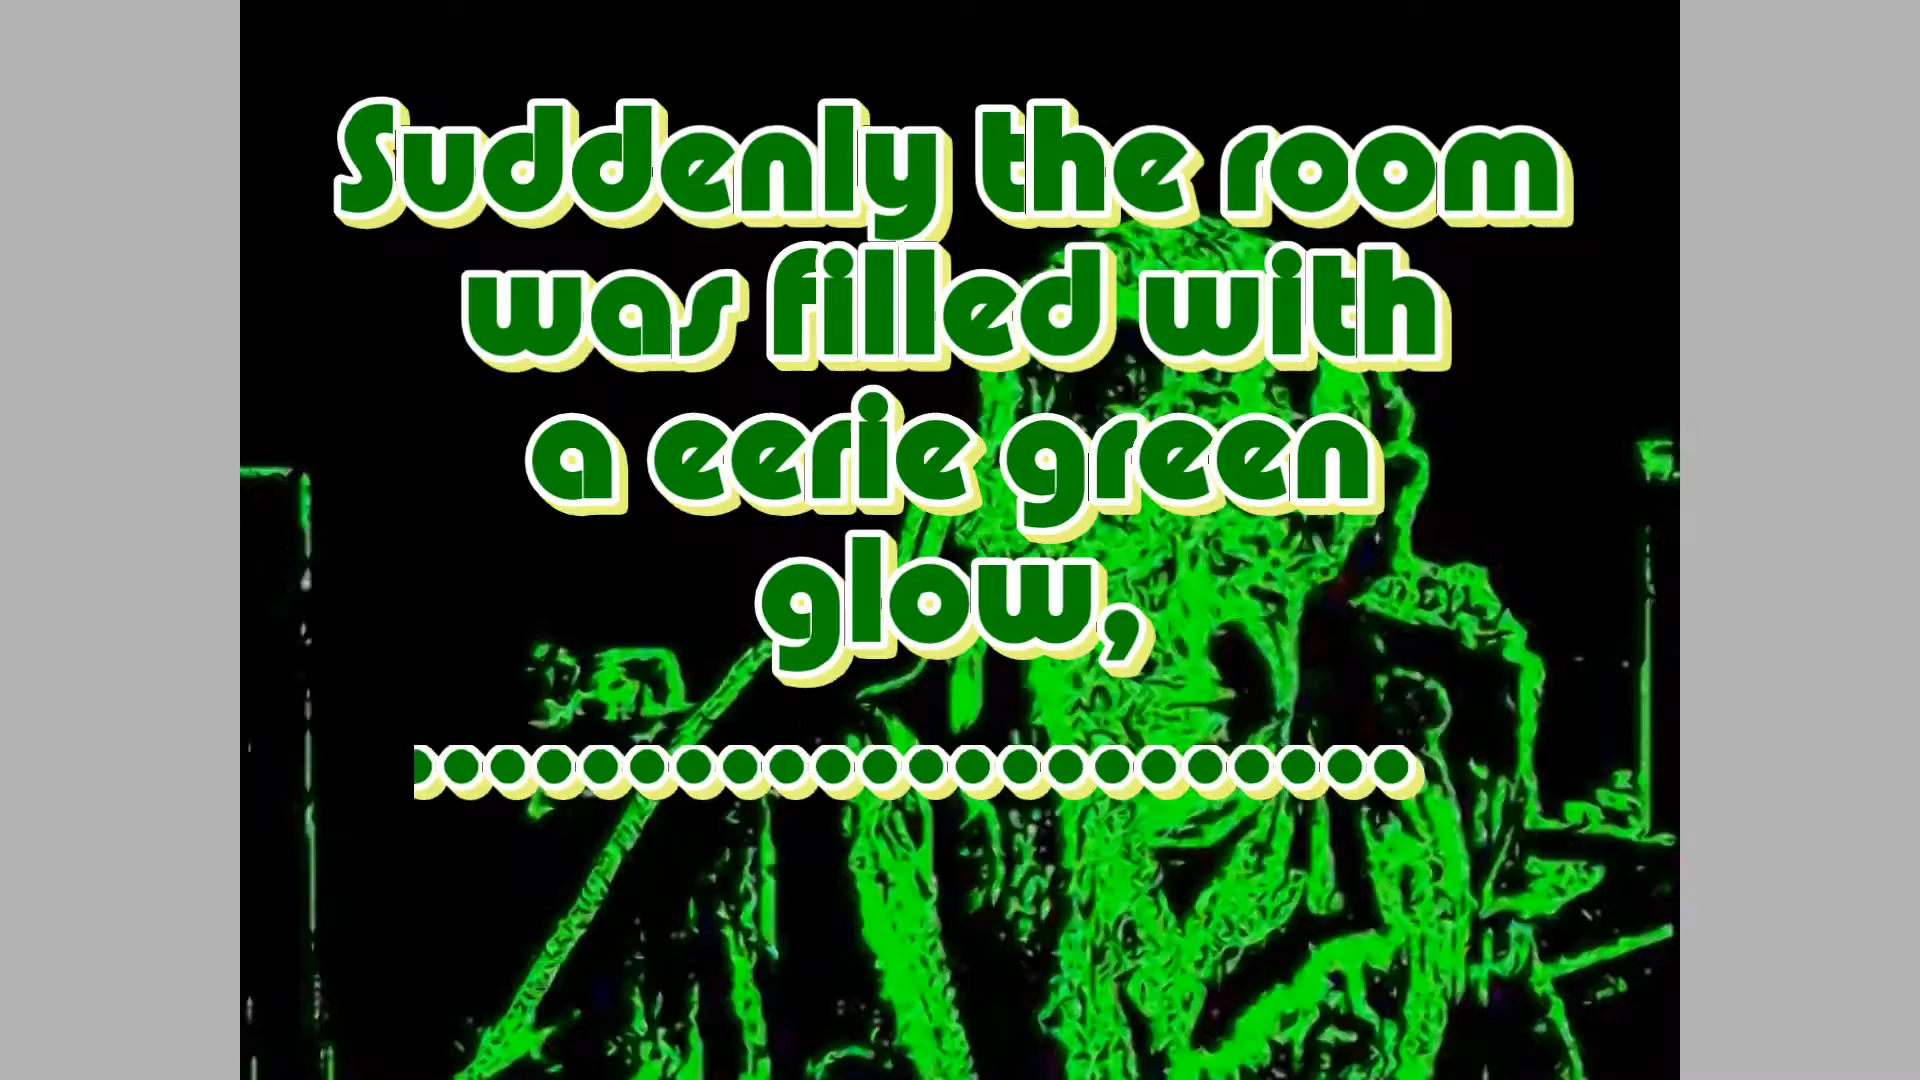 Suddenly the room
was filled with
a eerie green
glow,
......................